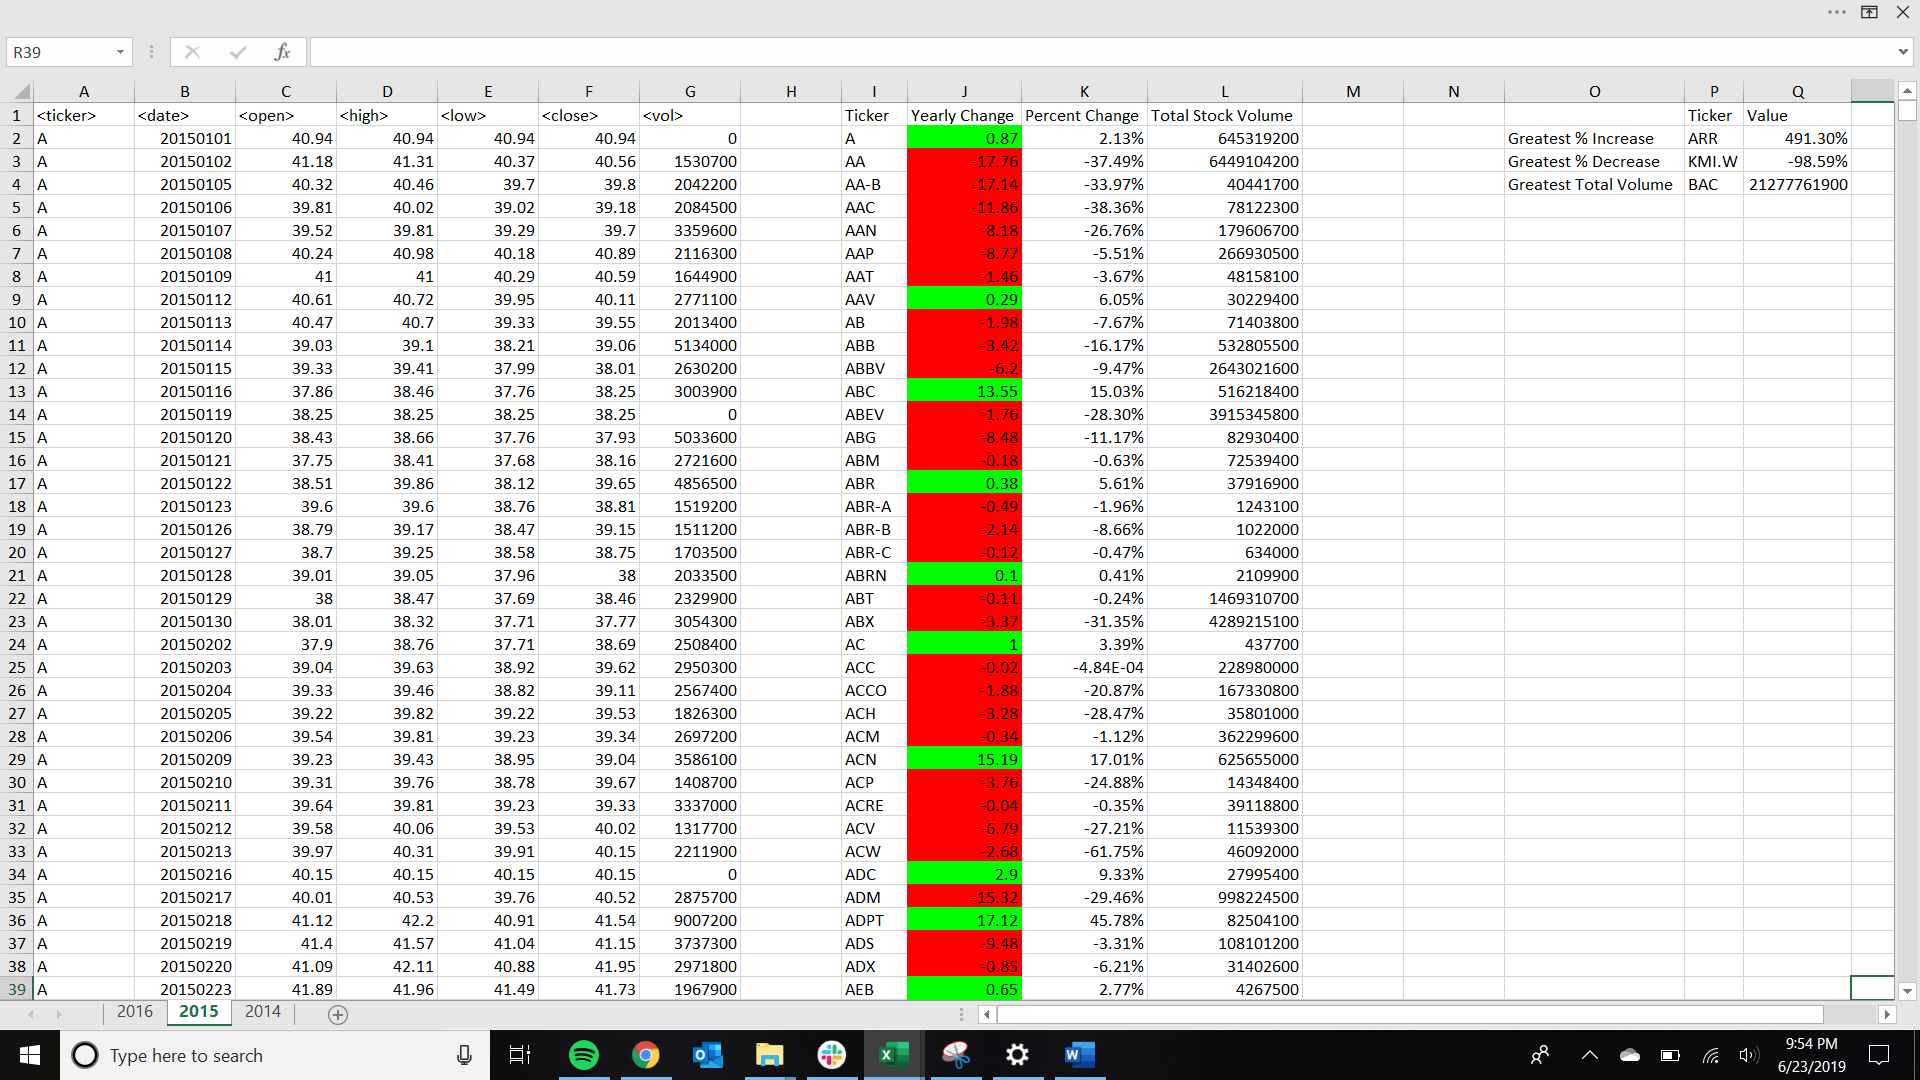 R39 fx
A B C D E F G H I J K L M N O P Q
1 <ticker> <date> <open> <high> <low> <close> <vol> Ticker Yearly Change Percent Change Total Stock Volume Ticker Value
2 A 20150101 40.94 40.94 40.94 40.94 0 A 0.87 2.13% 645319200 Greatest % Increase ARR 491.30%
3 A 20150102 41.18 41.31 40.37 40.56 1530700 AA -17.76 -37.49% 6449104200 Greatest % Decrease KMI.W -98.59%
4 A 20150105 40.32 40.46 39.7 39.8 2042200 AA-B -17.14 -33.97% 40441700 Greatest Total Volume BAC 21277761900
5 A 20150106 39.81 40.02 39.02 39.18 2084500 AAC -11.86 -38.36% 78122300
6 A 20150107 39.52 39.81 39.29 39.7 3359600 AAN -8.18 -26.76% 179606700
7 A 20150108 40.24 40.98 40.18 40.89 2116300 AAP -8.77 -5.51% 266930500
8 A 20150109 41 41 40.29 40.59 1644900 AAT -1.46 -3.67% 48158100
9 A 20150112 40.61 40.72 39.95 40.11 2771100 AAV 0.29 6.05% 30229400
10 A 20150113 40.47 40.7 39.33 39.55 2013400 AB -1.98 -7.67% 71403800
11 A 20150114 39.03 39.1 38.21 39.06 5134000 ABB -3.42 -16.17% 532805500
12 A 20150115 39.33 39.41 37.99 38.01 2630200 ABBV -6.2 -9.47% 2643021600
13 A 20150116 37.86 38.46 37.76 38.25 3003900 ABC 13.55 15.03% 516218400
14 A 20150119 38.25 38.25 38.25 38.25 0 ABEV -1.76 -28.30% 3915345800
15 A 20150120 38.43 38.66 37.76 37.93 5033600 ABG -8.48 -11.17% 82930400
16 A 20150121 37.75 38.41 37.68 38.16 2721600 ABM -0.18 -0.63% 72539400
17 A 20150122 38.51 39.86 38.12 39.65 4856500 ABR 0.38 5.61% 37916900
18 A 20150123 39.6 39.6 38.76 38.81 1519200 ABR-A -0.49 -1.96% 1243100
19 A 20150126 38.79 39.17 38.47 39.15 1511200 ABR-B -2.14 -8.66% 1022000
20 A 20150127 38.7 39.25 38.58 38.75 1703500 ABR-C -0.12 -0.47% 634000
21 A 20150128 39.01 39.05 37.96 38 2033500 ABRN 0.1 0.41% 2109900
22 A 20150129 38 38.47 37.69 38.46 2329900 ABT -0.11 -0.24% 1469310700
23 A 20150130 38.01 38.32 37.71 37.77 3054300 ABX -3.37 -31.35% 4289215100
24 A 20150202 37.9 38.76 37.71 38.69 2508400 AC 1 3.39% 437700
25 A 20150203 39.04 39.63 38.92 39.62 2950300 ACC -0.02 -4.84E-04 228980000
26 A 20150204 39.33 39.46 38.82 39.11 2567400 ACCO -1.88 -20.87% 167330800
27 A 20150205 39.22 39.82 39.22 39.53 1826300 ACH -3.28 -28.47% 35801000
28 A 20150206 39.54 39.81 39.23 39.34 2697200 ACM -0.34 -1.12% 362299600
29 A 20150209 39.23 39.43 38.95 39.04 3586100 ACN 15.19 17.01% 625655000
30 A 20150210 39.31 39.76 38.78 39.67 1408700 ACP -3.76 -24.88% 14348400
31 A 20150211 39.64 39.81 39.23 39.33 3337000 ACRE -0.04 -0.35% 39118800
32 A 20150212 39.58 40.06 39.53 40.02 1317700 ACV -6.79 -27.21% 11539300
33 A 20150213 39.97 40.31 39.91 40.15 2211900 ACW -2.68 -61.75% 46092000
34 A 20150216 40.15 40.15 40.15 40.15 0 ADC 2.9 9.33% 27995400
35 A 20150217 40.01 40.53 39.76 40.52 2875700 ADM -15.32 -29.46% 998224500
36 A 20150218 41.12 42.2 40.91 41.54 9007200 ADPT 17.12 45.78% 82504100
37 A 20150219 41.4 41.57 41.04 41.15 3737300 ADS -9.48 -3.31% 108101200
38 A 20150220 41.09 42.11 40.88 41.95 2971800 ADX -0.85 -6.21% 31402600
39 A 20150223 41.89 41.96 41.49 41.73 1967900 AEB 0.65 2.77% 4267500
2016 2015 2014
Type here to search
9:54 PM
6/23/2019